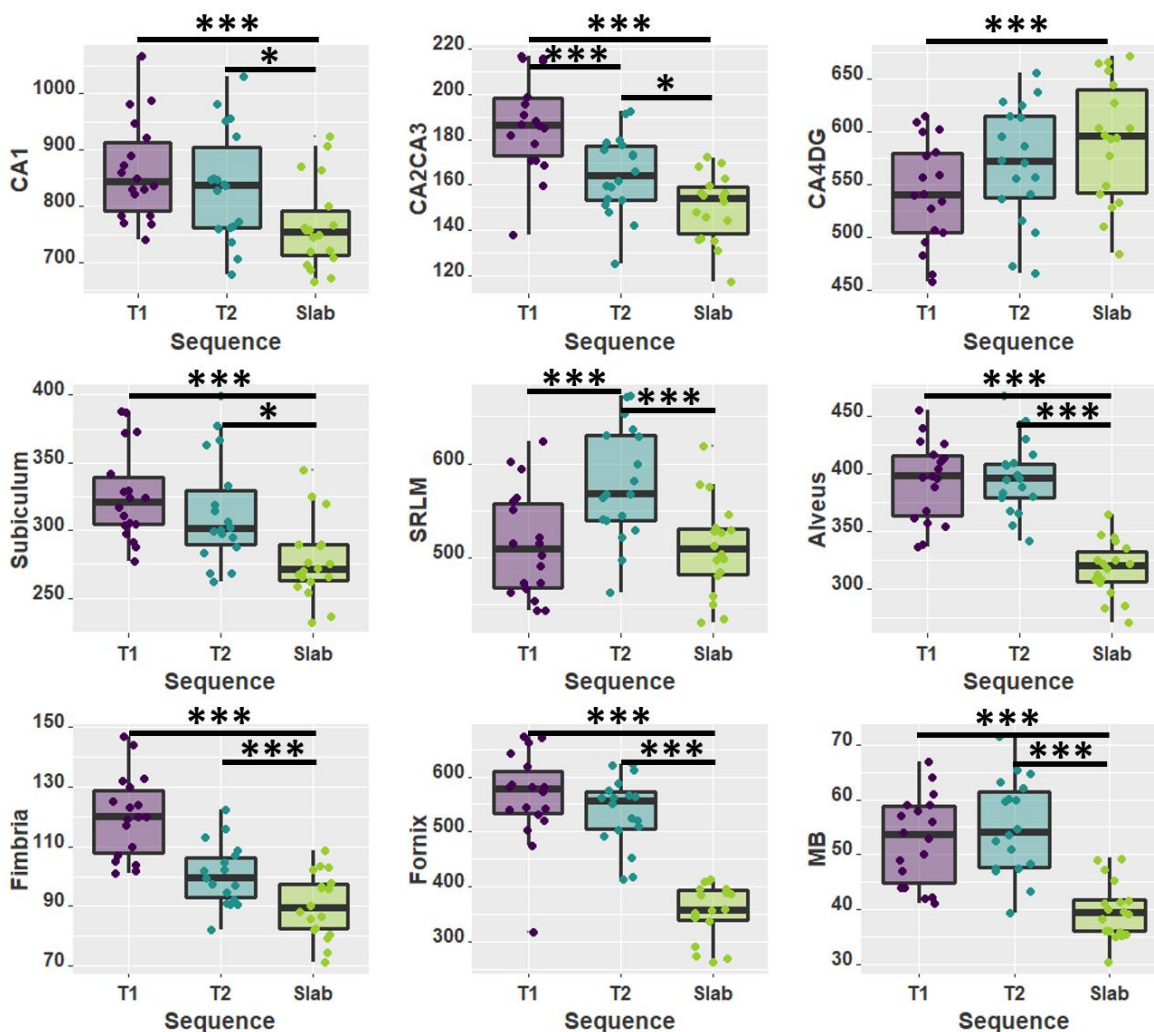 ***
*
CA1
1000
900
800
700
T1 T2 Slab
Sequence
***
***
*
CA2CA3
220
200
180
160
140
120
T1 T2 Slab
Sequence
***
CA4DG
650
600
550
500
450
T1 T2 Slab
Sequence
***
*
Subiculum
400
350
300
250
T1 T2 Slab
Sequence
***
***
SRLM
600
500
T1 T2 Slab
Sequence
***
***
Alveus
450
400
350
300
T1 T2 Slab
Sequence
***
***
Fimbria
150
130
110
90
70
T1 T2 Slab
Sequence
***
***
Fornix
600
500
400
300
T1 T2 Slab
Sequence
***
***
MB
70
60
50
40
30
T1 T2 Slab
Sequence